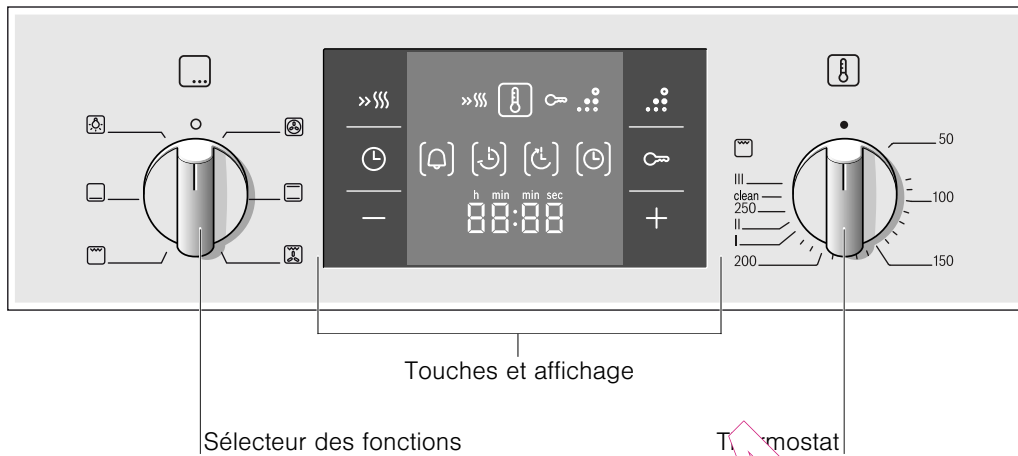 h min min sec
88:88
50
100
150
200
I
II
250
clean
III
Touches et affichage
Sélecteur des fonctions